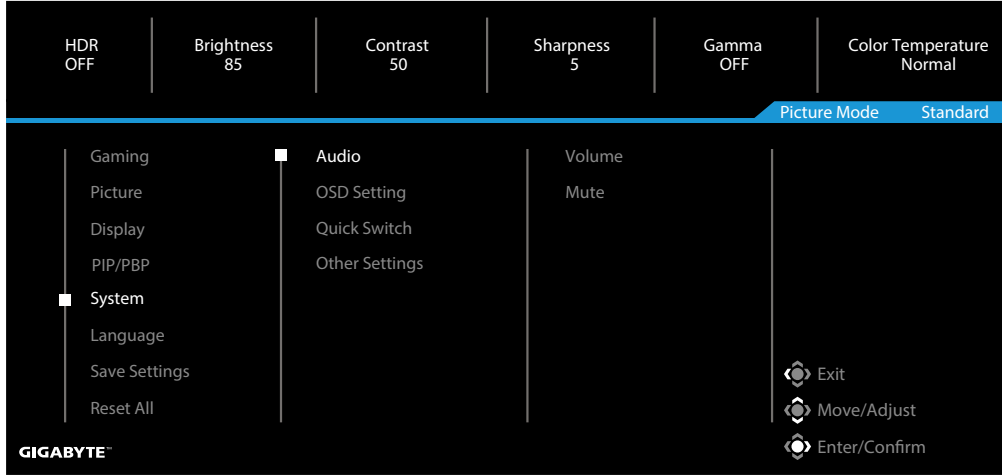 HDR
OFF
Brightness
85
Contrast
50
Sharpness
5
Gamma
OFF
Color Temperature
Normal
Picture Mode Standard
Gaming
Picture
Display
PIP/PBP
System
Language
Save Settings
Reset All
Audio
OSD Setting
Quick Switch
Other Settings
Volume
Mute
Exit
Move/Adjust
Enter/Confirm
GIGABYTE™